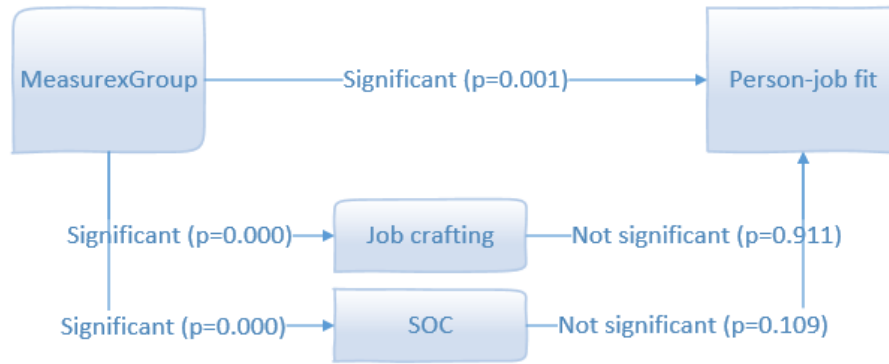 MeasurexGroup
Significant (p=0.001)
Person-job fit
Significant (p=0.000)
Job crafting
Not significant (p=0.911)
Significant (p=0.000)
SOC
Not significant (p=0.109)